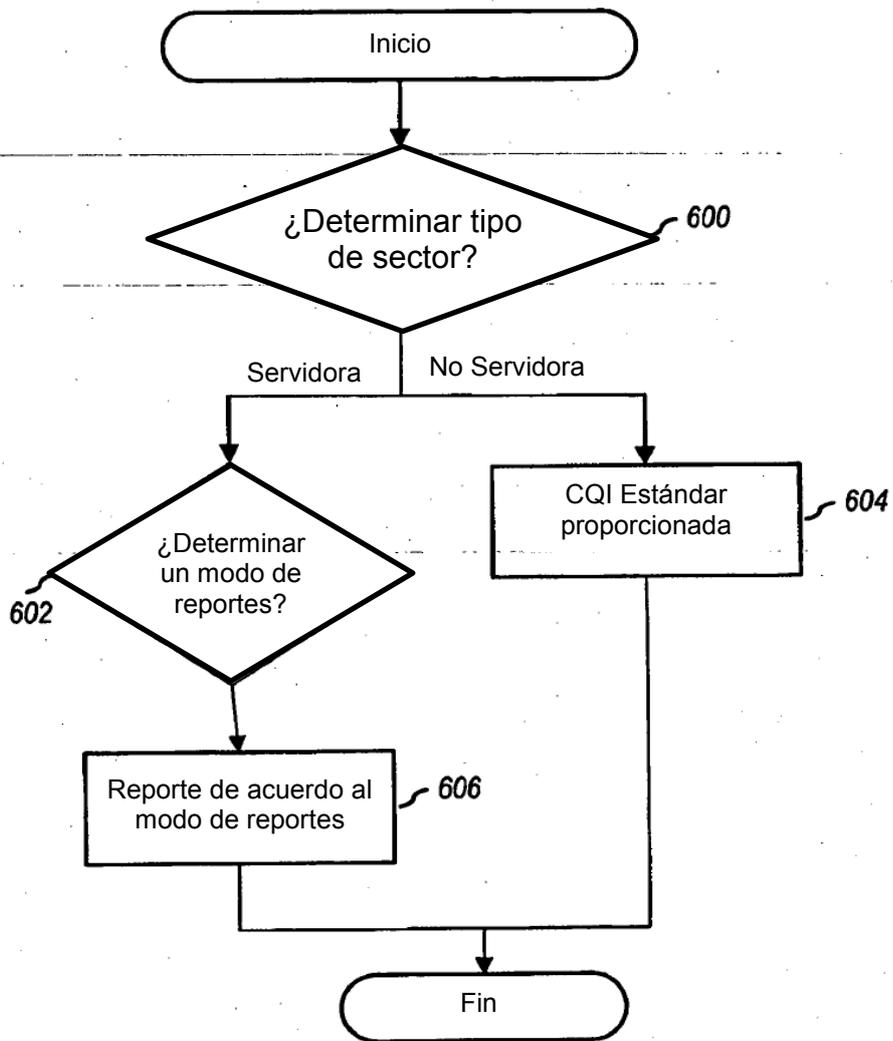 Inicio
¿Determinar tipo
de sector?
600
Servidora
No Servidora
CQI Estándar
proporcionada
604
¿Determinar
un modo de
reportes?
602
Reporte de acuerdo al
modo de reportes
606
Fin